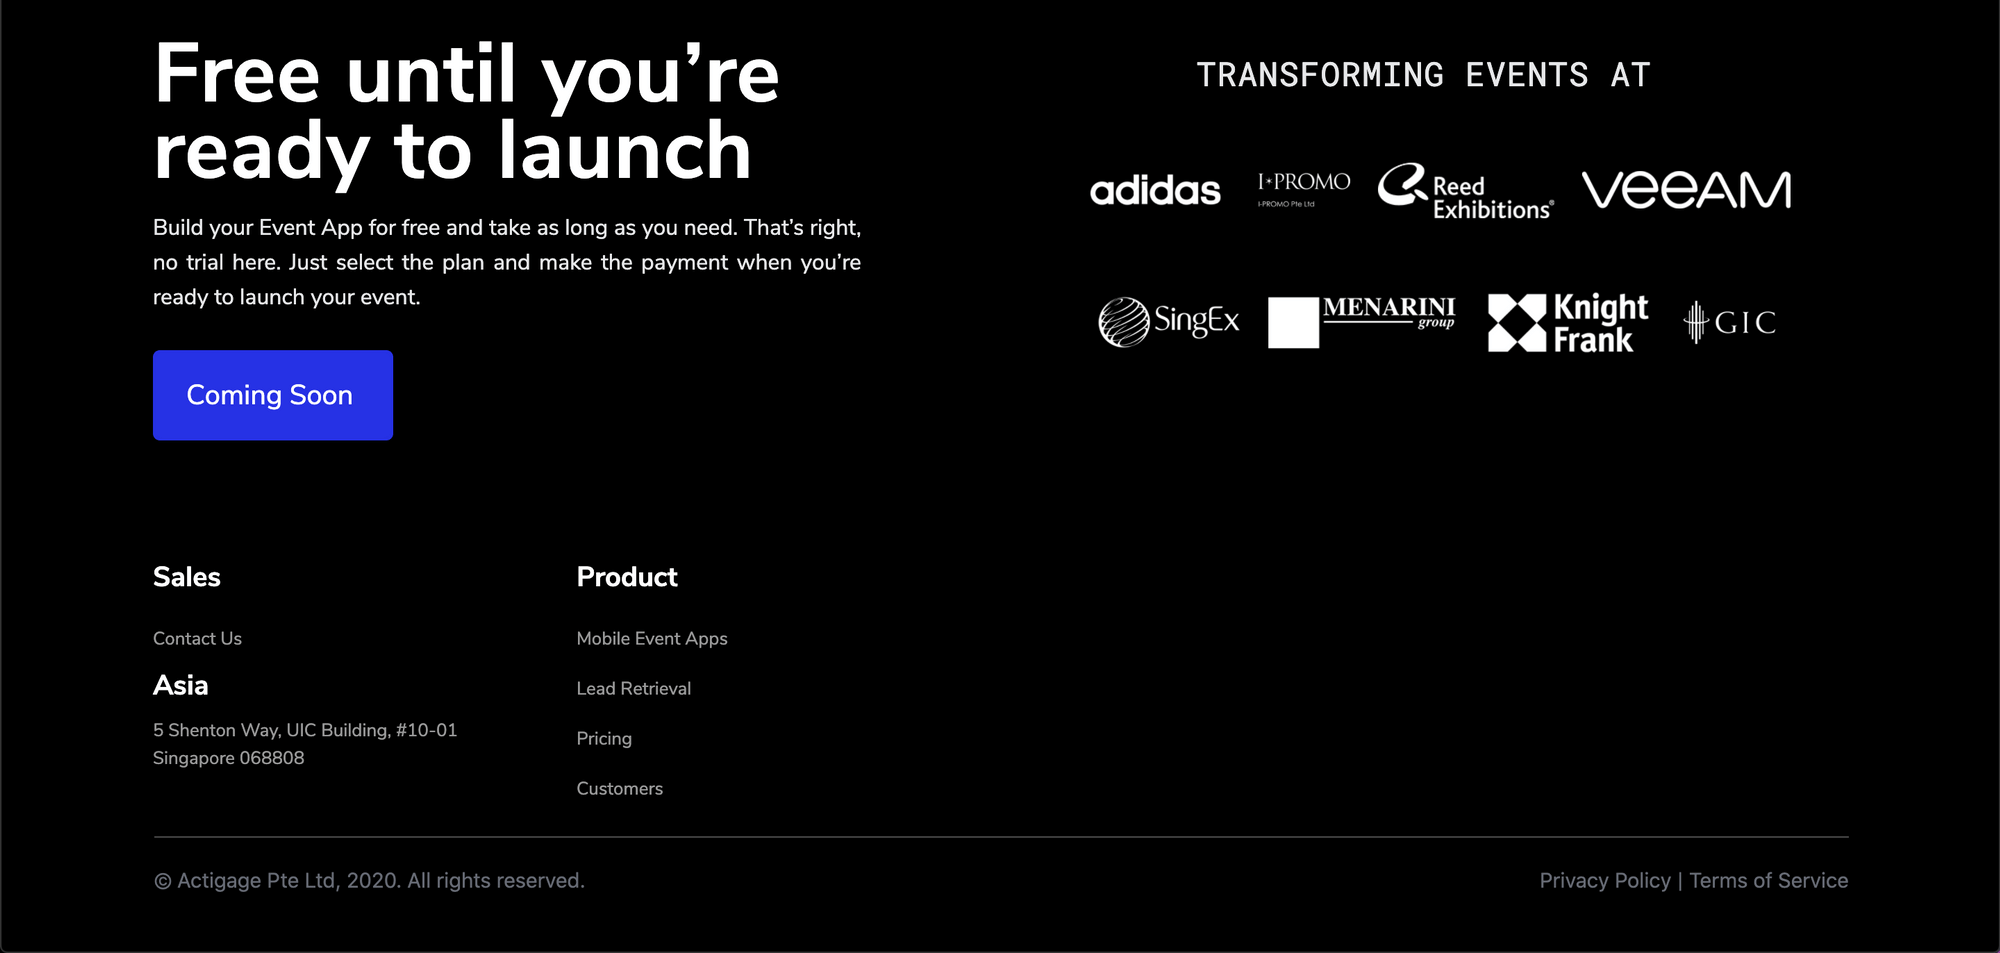 Free until you’re
ready to launch
Build your Event App for free and take as long as you need. That’s right,
no trial here. Just select the plan and make the payment when you’re
ready to launch your event.
Coming Soon
TRANSFORMING EVENTS AT
adidas
I*PROMO
I-PROMO Pte Ltd
Reed
Exhibitions®
veeAM
SingEx
MENARINI
group
Knight
Frank
GIC
Sales
Contact Us
Asia
5 Shenton Way, UIC Building, #10-01
Singapore 068808
Product
Mobile Event Apps
Lead Retrieval
Pricing
Customers
© Actigage Pte Ltd, 2020. All rights reserved.
Privacy Policy | Terms of Service